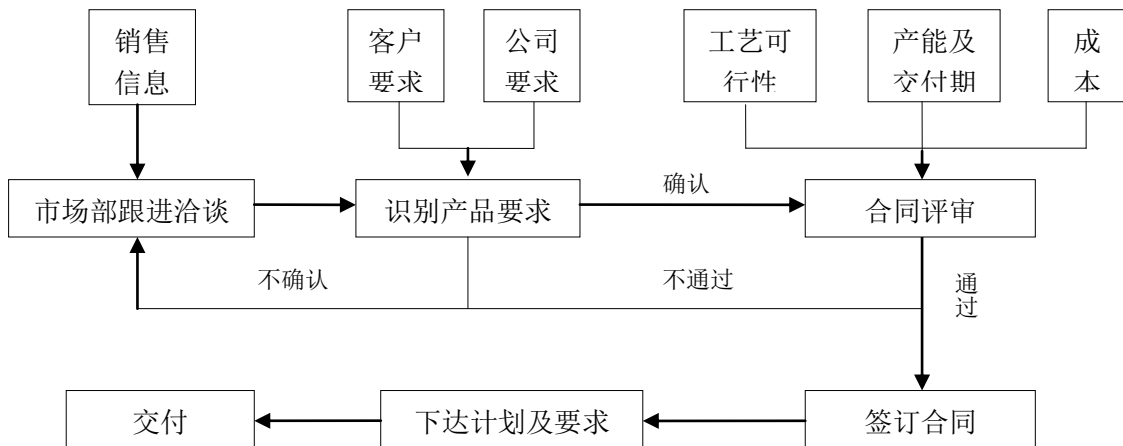 销售
信息
客户
要求
公司
要求
工艺可
行性
产能及
交付期
成
本
市场部跟进洽谈
识别产品要求
确认
合同评审
不确认
不通过
通
过
交付
下达计划及要求
签订合同